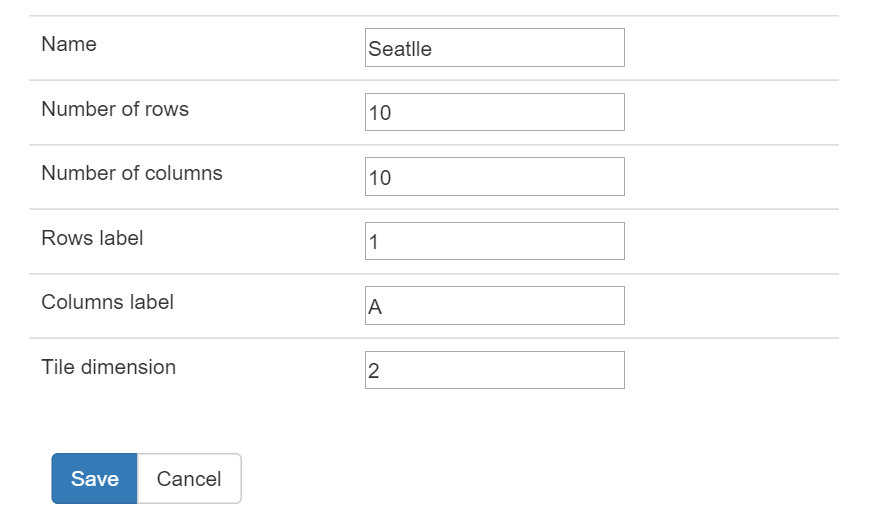 Name Seatlle
Number of rows 10
Number of columns 10
Rows label 1
Columns label A
Tile dimension 2
Save Cancel